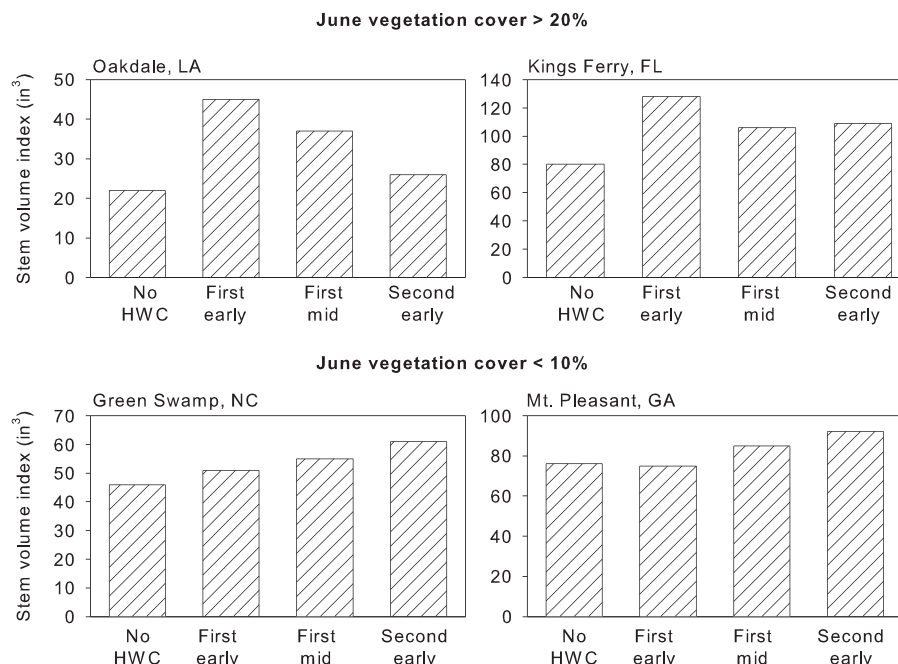 June vegetation cover > 20%
Oakdale, LA
Stem volume index (in³)
50
40
30
20
10
0
No HWC
First early
First mid
Second early
Kings Ferry, FL
140
120
100
80
60
40
20
0
No HWC
First early
First mid
Second early
June vegetation cover < 10%
Green Swamp, NC
Stem volume index (in³)
70
60
50
40
30
20
10
0
No HWC
First early
First mid
Second early
Mt. Pleasant, GA
100
80
60
40
20
0
No HWC
First early
First mid
Second early